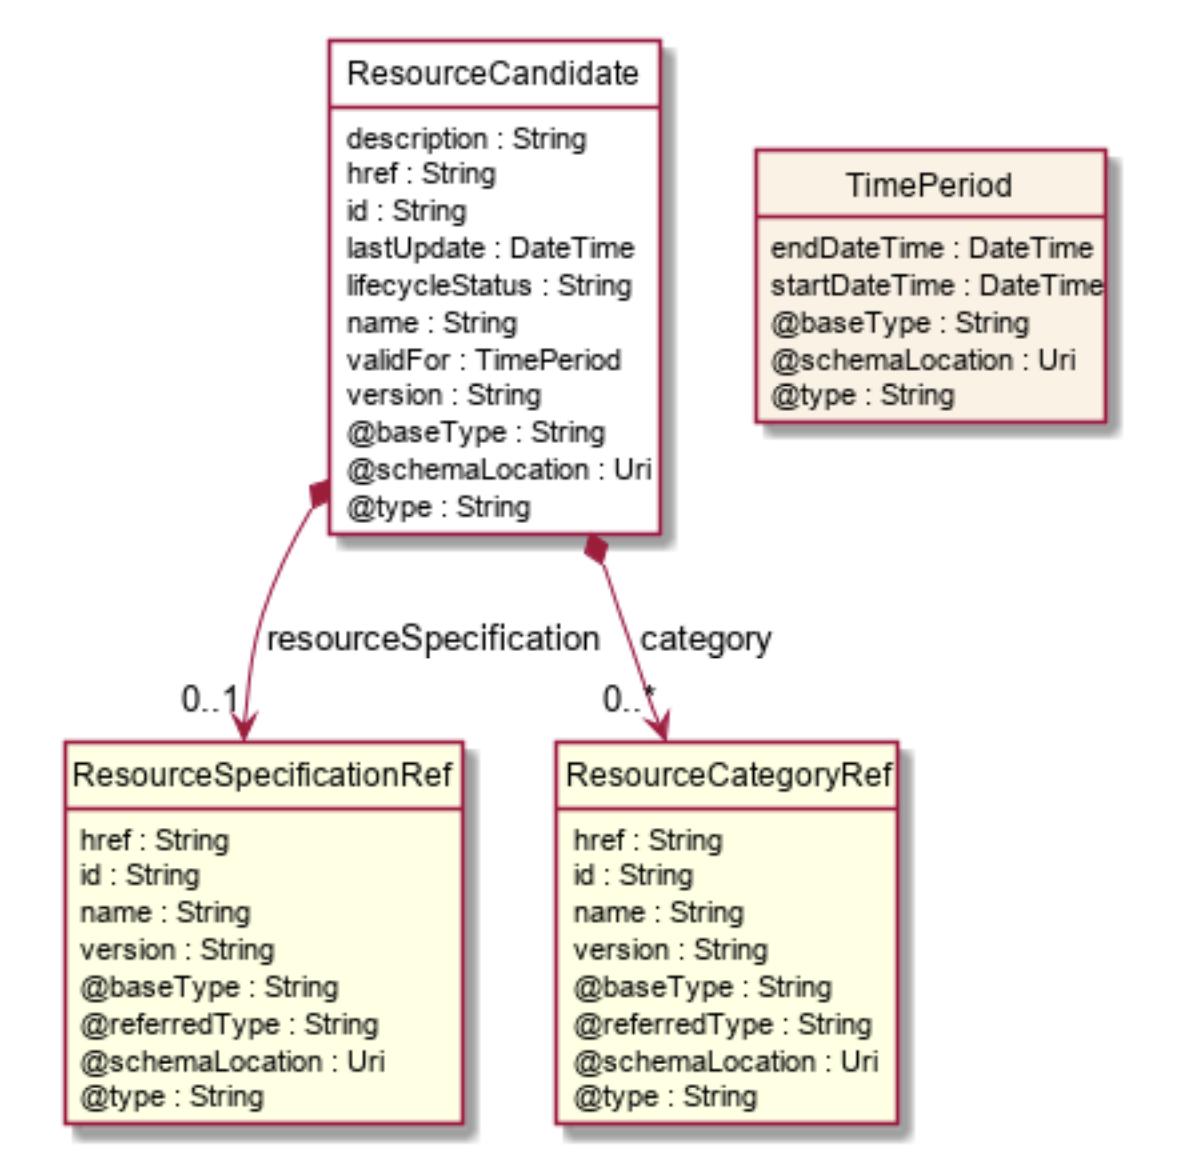 ResourceCandidate
description : String
href : String
id : String
lastUpdate : DateTime
lifecycleStatus : String
name : String
validFor : TimePeriod
version : String
@baseType : String
@schemaLocation : Uri
@type : String
TimePeriod
endDateTime : DateTime
startDateTime : DateTime
@baseType : String
@schemaLocation : Uri
@type : String
resourceSpecification
category
0..1
0..*
ResourceSpecificationRef
href : String
id : String
name : String
version : String
@baseType : String
@referredType : String
@schemaLocation : Uri
@type : String
ResourceCategoryRef
href : String
id : String
name : String
version : String
@baseType : String
@referredType : String
@schemaLocation : Uri
@type : String